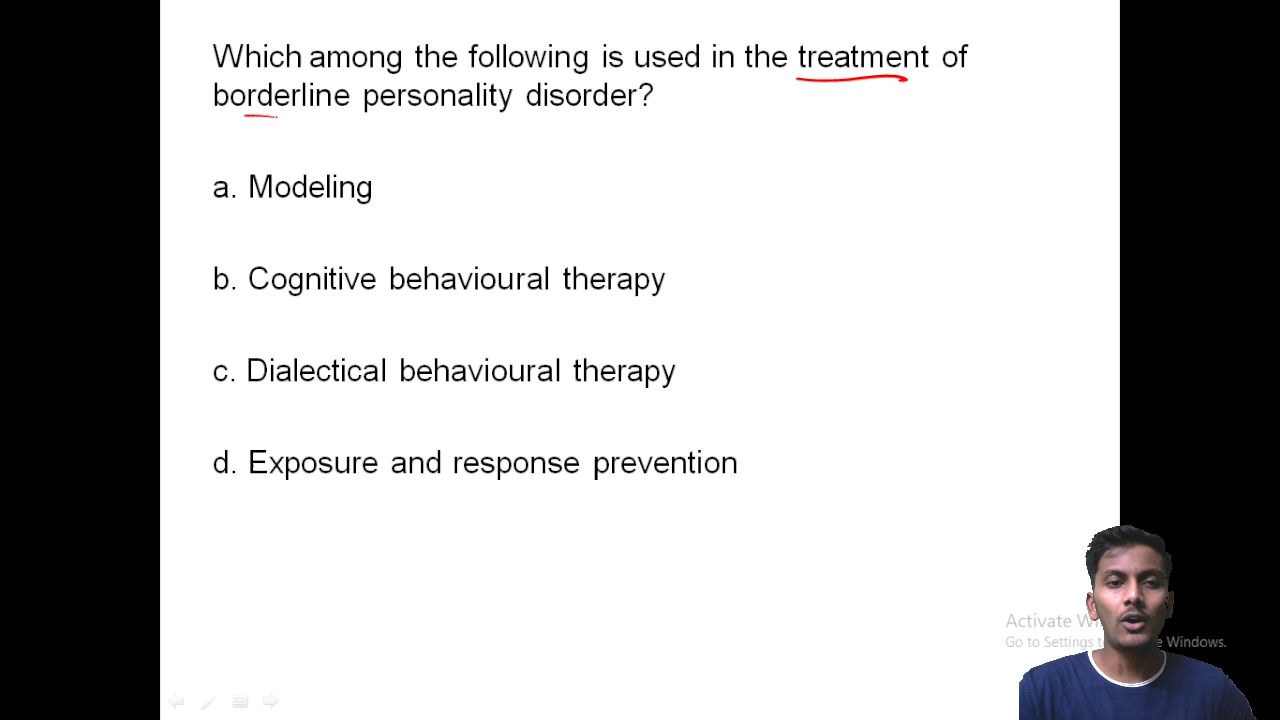 Which among the following is used in the treatment of
borderline personality disorder?
a. Modeling
b. Cognitive behavioural therapy
c. Dialectical behavioural therapy
d. Exposure and response prevention
Activate
Go to Settings Windows.